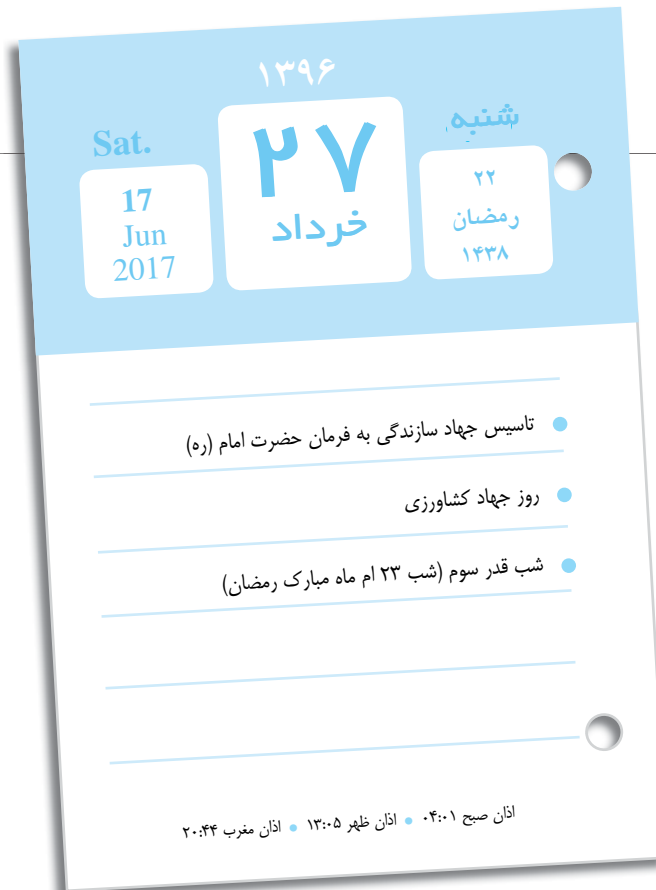 ۱۳۹۶
شنبه
۲۷
خرداد
Sat.
۲۲
رمضان
۱۴۳۸
17
Jun
2017
تاسیس جهاد سازندگی به فرمان حضرت امام (ره)
روز جهاد کشاورزی
شب قدر سوم (شب ۲۳ ام ماه مبارک رمضان)
اذان صبح ۰۴:۰۱ • اذان ظهر ۱۳:۰۵ • اذان مغرب ۲۰:۴۴